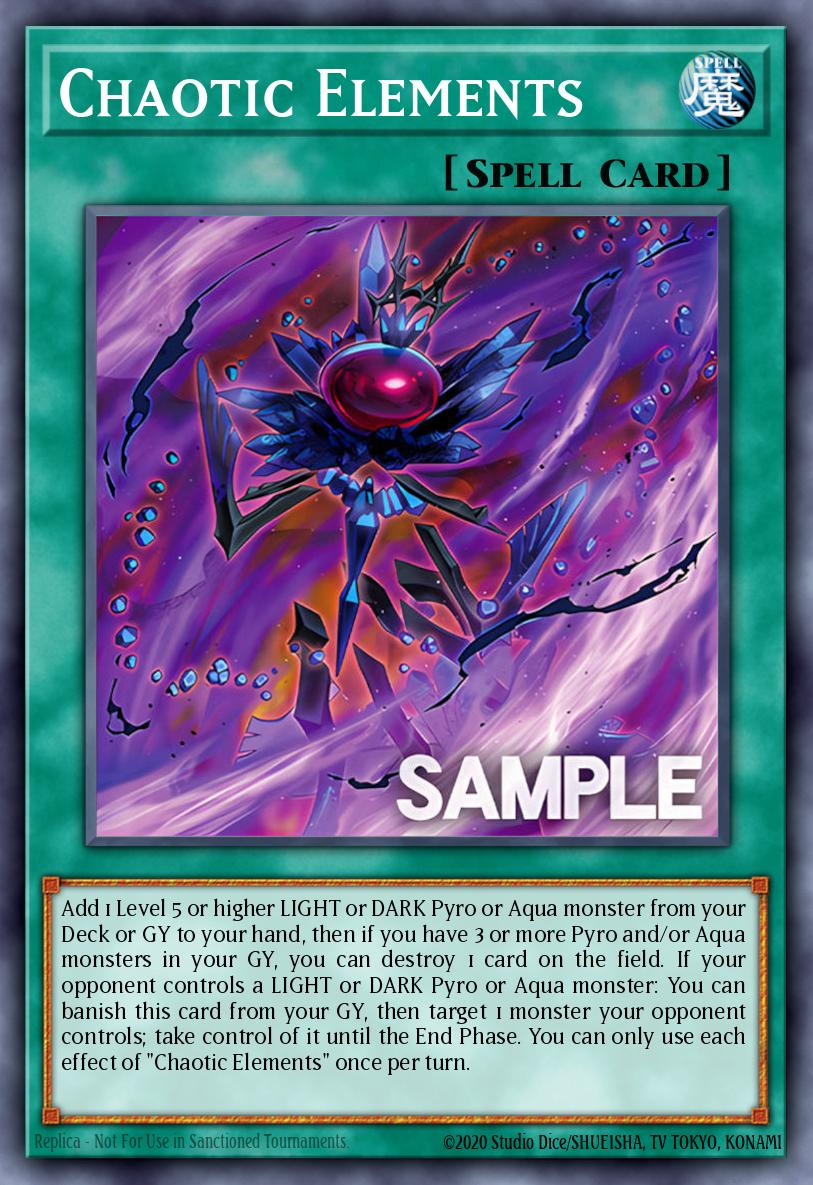 CHAOTIC ELEMENTS
SPELL
魔
[ SPELL CARD ]
SAMPLE
Add 1 Level 5 or higher LIGHT or DARK Pyro or Aqua monster from your
Deck or GY to your hand, then if you have 3 or more Pyro and/or Aqua
monsters in your GY, you can destroy 1 card on the field. If your
opponent controls a LIGHT or DARK Pyro or Aqua monster: You can
banish this card from your GY, then target 1 monster your opponent
controls; take control of it until the End Phase. You can only use each
effect of "Chaotic Elements" once per turn.
Replica - Not For Use in Sanctioned Tournaments.
©2020 Studio Dice/SHUEISHA, TV TOKYO, KONAMI